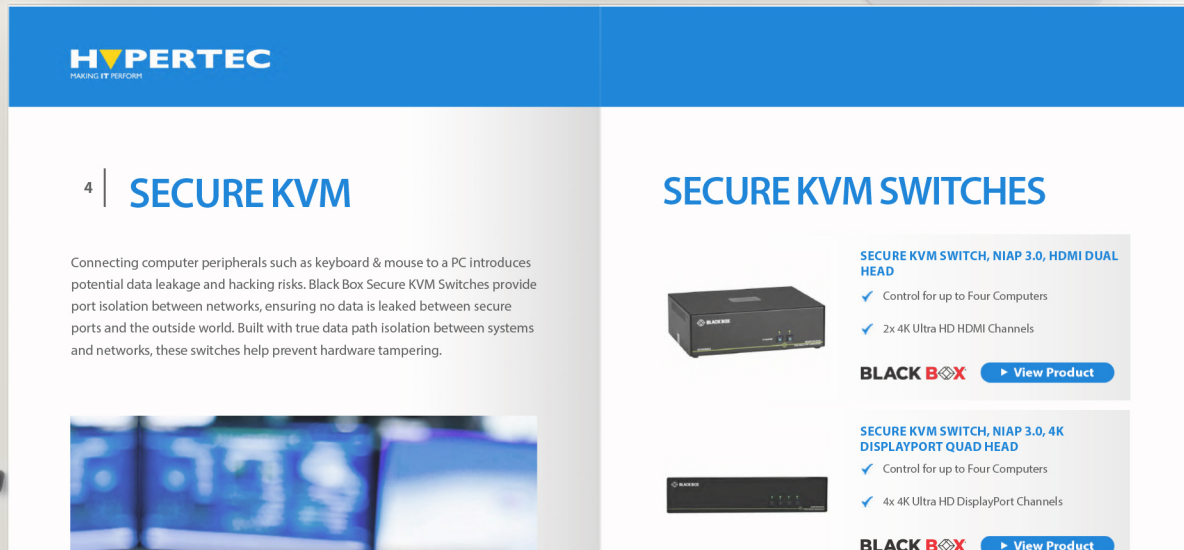 HYPERTEC
MAKING IT PERFORM
4
SECURE KVM
Connecting computer peripherals such as keyboard & mouse to a PC introduces
potential data leakage and hacking risks. Black Box Secure KVM Switches provide
port isolation between networks, ensuring no data is leaked between secure
ports and the outside world. Built with true data path isolation between systems
and networks, these switches help prevent hardware tampering.
SECURE KVM SWITCHES
BLACK BOX
SECURE KVM SWITCH, NIAP 3.0, HDMI DUAL
HEAD
Control for up to Four Computers
2x 4K Ultra HD HDMI Channels
BLACK BOX
View Product
BLACK BOX
SECURE KVM SWITCH, NIAP 3.0, 4K
DISPLAYPORT QUAD HEAD
Control for up to Four Computers
4x 4K Ultra HD DisplayPort Channels
BLACK BOX
View Product